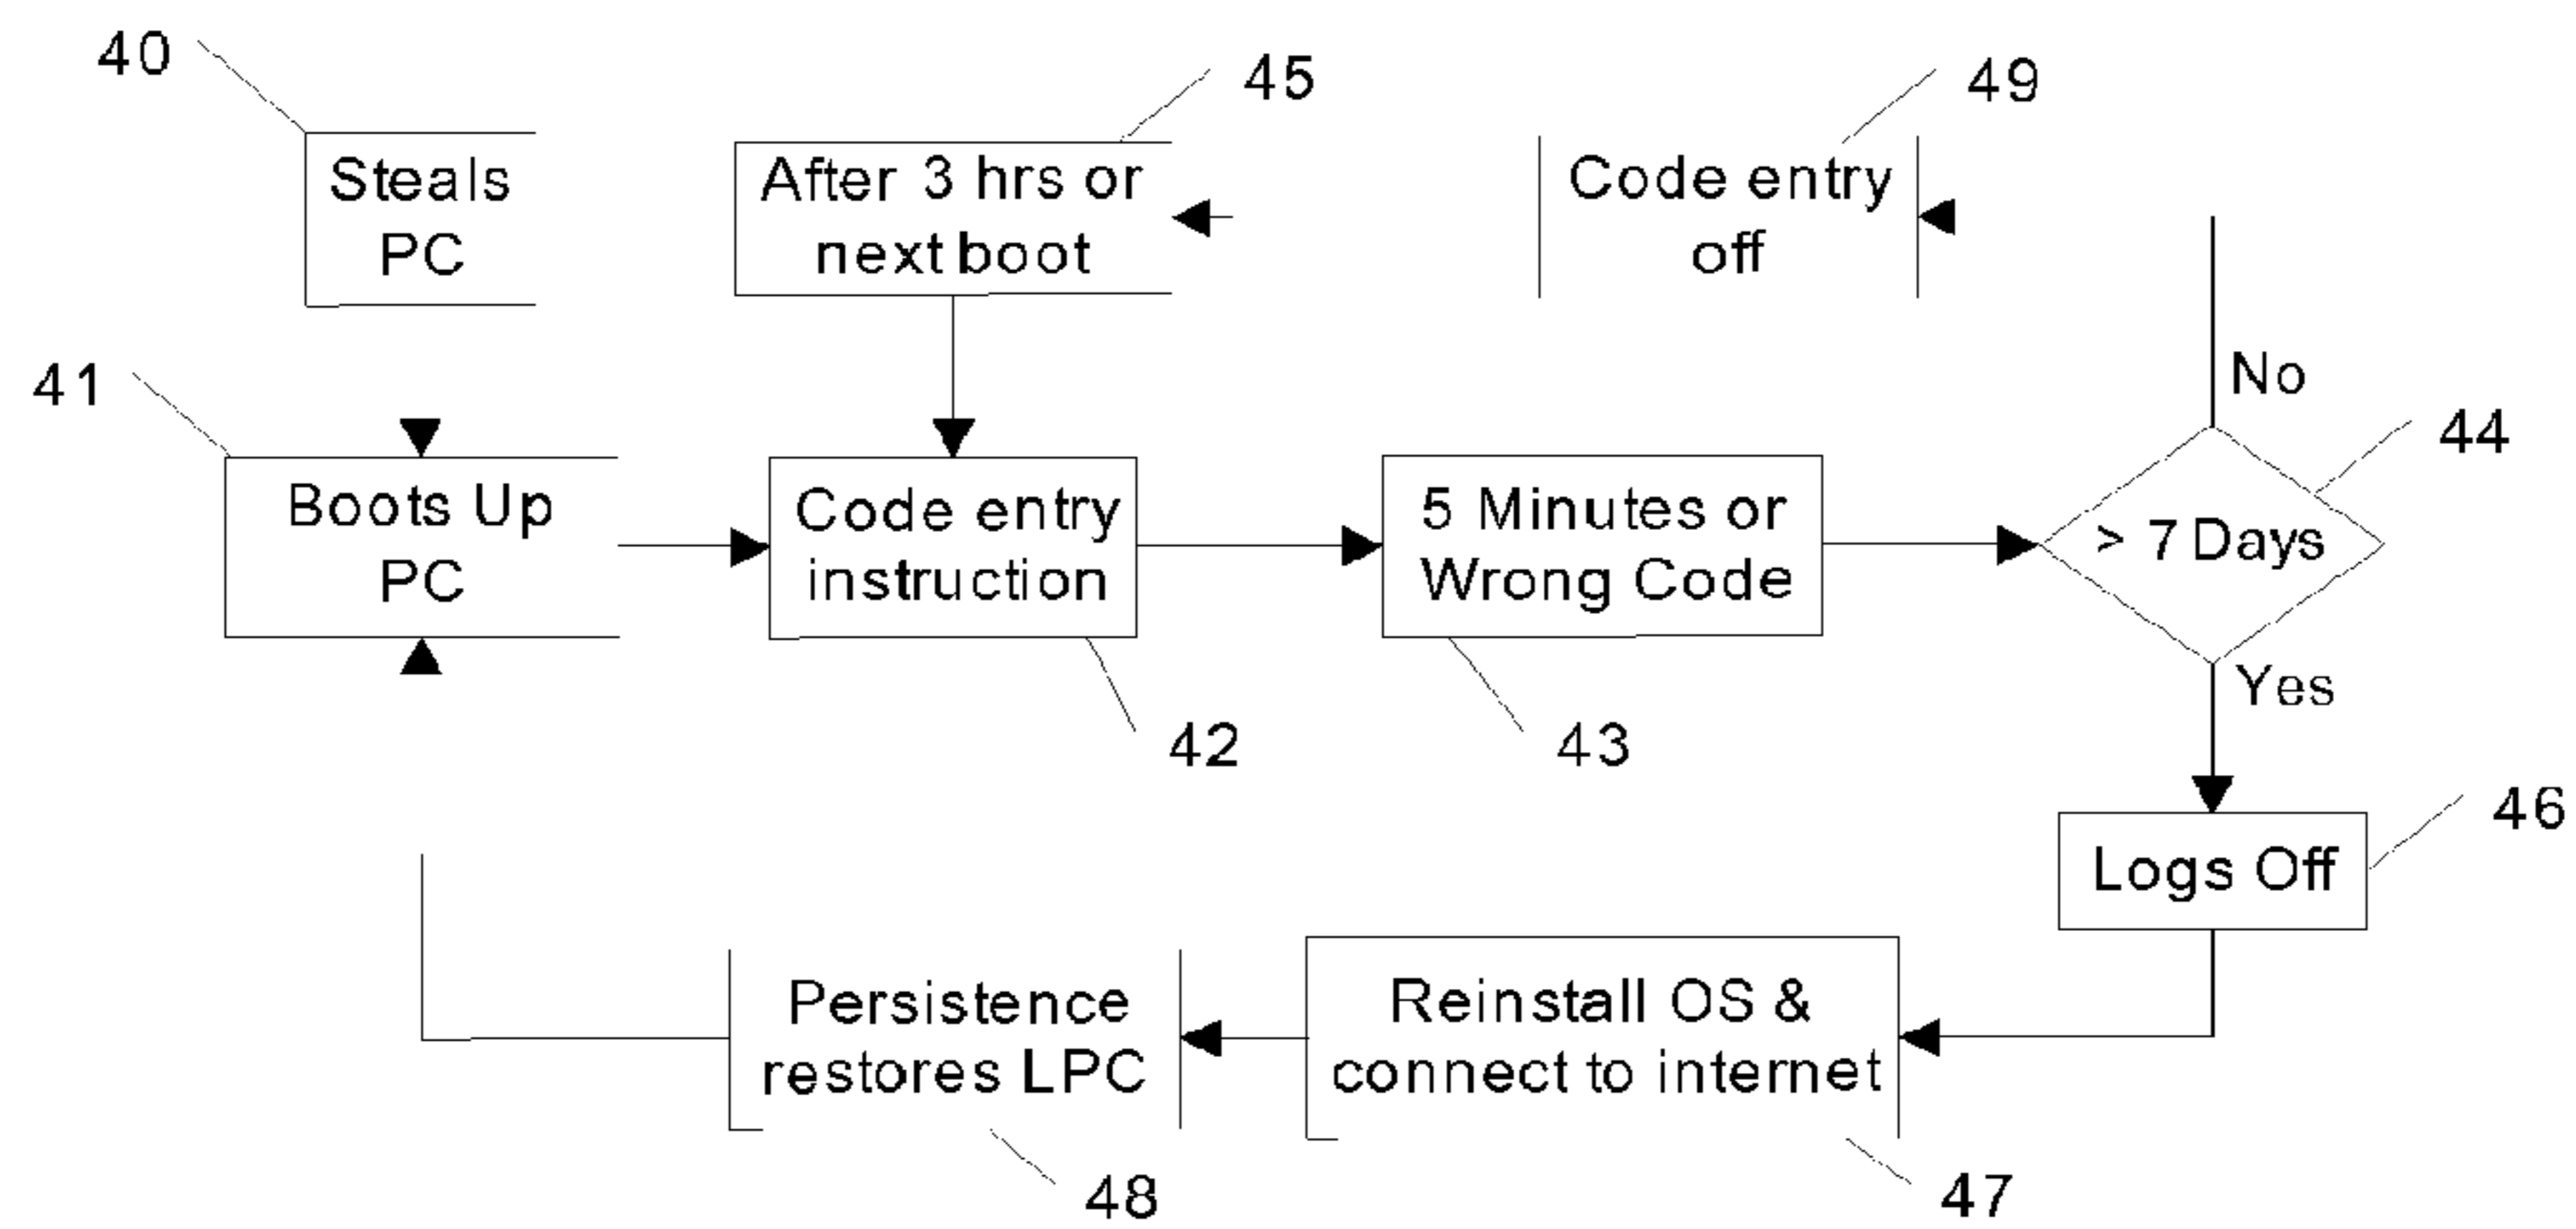 40
45
49
Steals
PC
After 3 hrs or
next boot
Code entry
off
41
No
44
Boots Up
PC
Code entry
instruction
5 Minutes or
Wrong Code
> 7 Days
Yes
42
43
46
Logs Off
Persistence
restores LPC
Reinstall OS &
connect to internet
48
47